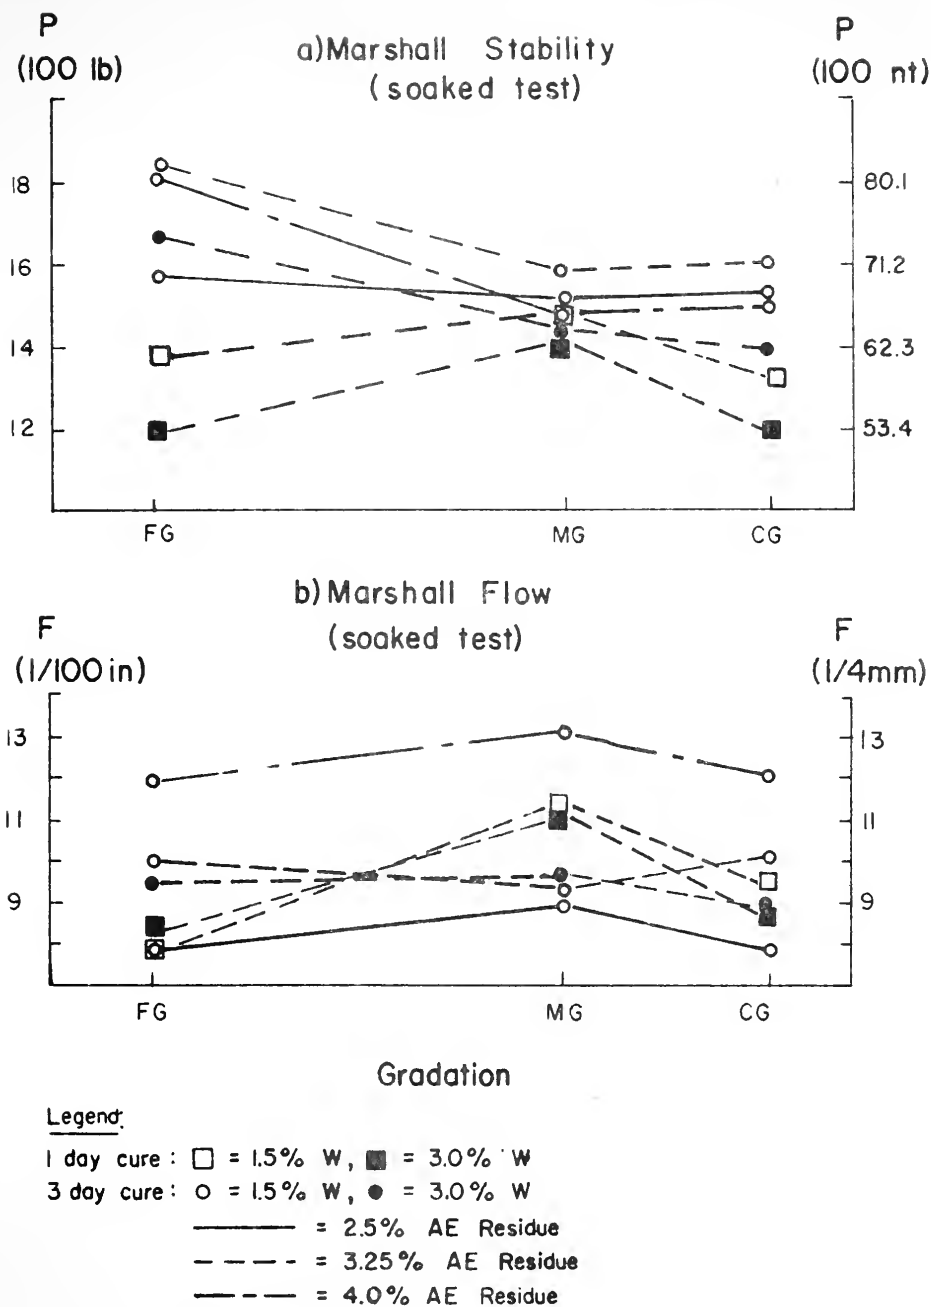 P
(100 lb)
a) Marshall Stability
(soaked test)
P
(100 nt)
18
16
14
12
80.1
71.2
62.3
53.4
FG MG CG
b) Marshall Flow
(soaked test)
F
(1/100 in)
F
(1/4mm)
13
11
9
13
11
9
FG MG CG
Gradation
Legend:
1 day cure: □ = 1.5% W, ■ = 3.0% W
3 day cure: ○ = 1.5% W, ● = 3.0% W
= 2.5% AE Residue
= 3.25% AE Residue
= 4.0% AE Residue